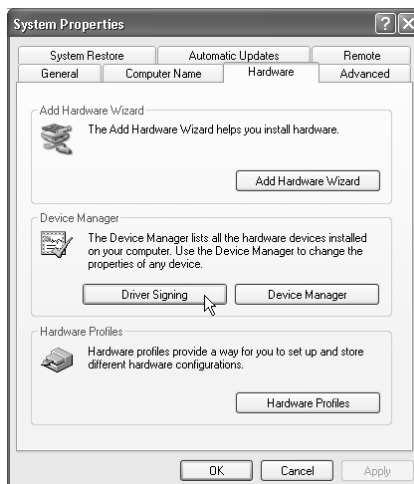 System Properties
System Restore Automatic Updates Remote
General Computer Name Hardware Advanced
Add Hardware Wizard
The Add Hardware Wizard helps you install hardware.
Add Hardware Wizard
Device Manager
The Device Manager lists all the hardware devices installed
on your computer. Use the Device Manager to change the
properties of any device.
Driver Signing Device Manager
Hardware Profiles
Hardware profiles provide a way for you to set up and store
different hardware configurations.
Hardware Profiles
OK Cancel Apply